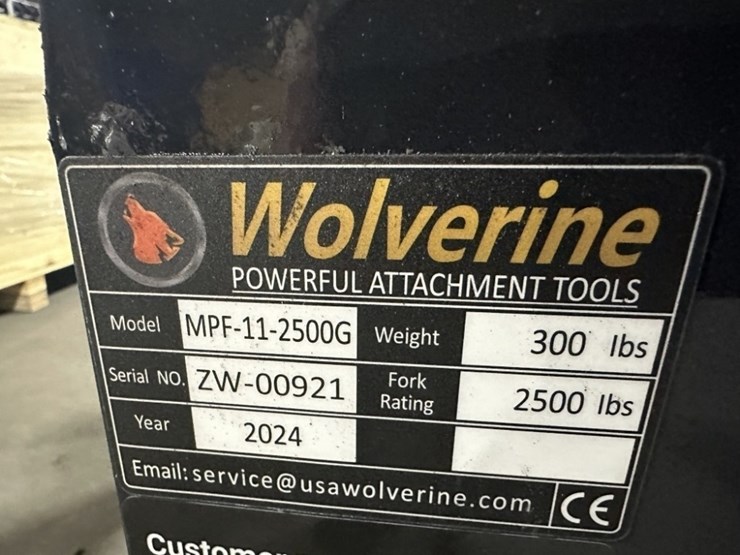 Wolverine
POWERFUL ATTACHMENT TOOLS
Model MPF-11-2500G Weight 300 lbs
Serial NO. ZW-00921 Fork Rating 2500 lbs
Year 2024
Email: service@usawolverine.com CE